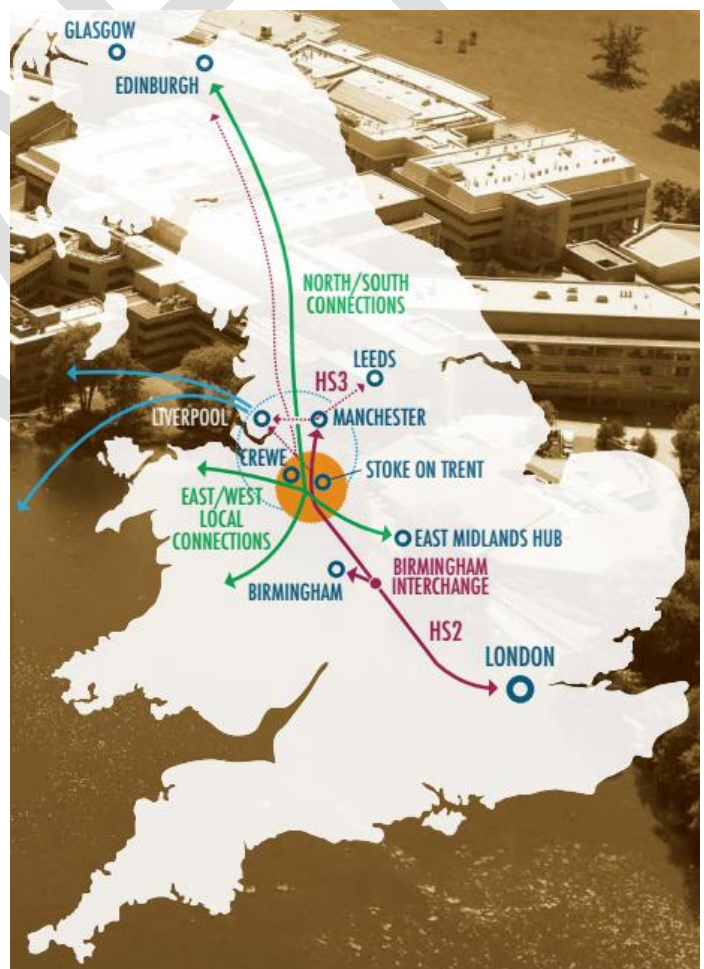 GLASGOW
EDINBURGH
NORTH/SOUTH
CONNECTIONS
LEEDS
HS3
LIVERPOOL
MANCHESTER
CREWE
STOKE ON TRENT
EAST/WEST
LOCAL
CONNECTIONS
EAST MIDLANDS HUB
BIRMINGHAM
INTERCHANGE
BIRMINGHAM
HS2
LONDON